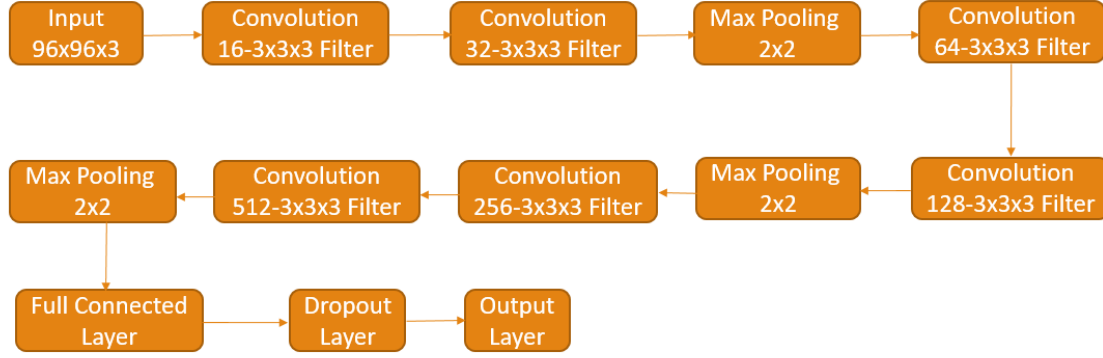 Input
96x96x3
Convolution
16-3x3x3 Filter
Convolution
32-3x3x3 Filter
Max Pooling
2x2
Convolution
64-3x3x3 Filter
Convolution
128-3x3x3 Filter
Max Pooling
2x2
Convolution
256-3x3x3 Filter
Convolution
512-3x3x3 Filter
Max Pooling
2x2
Full Connected
Layer
Dropout
Layer
Output
Layer